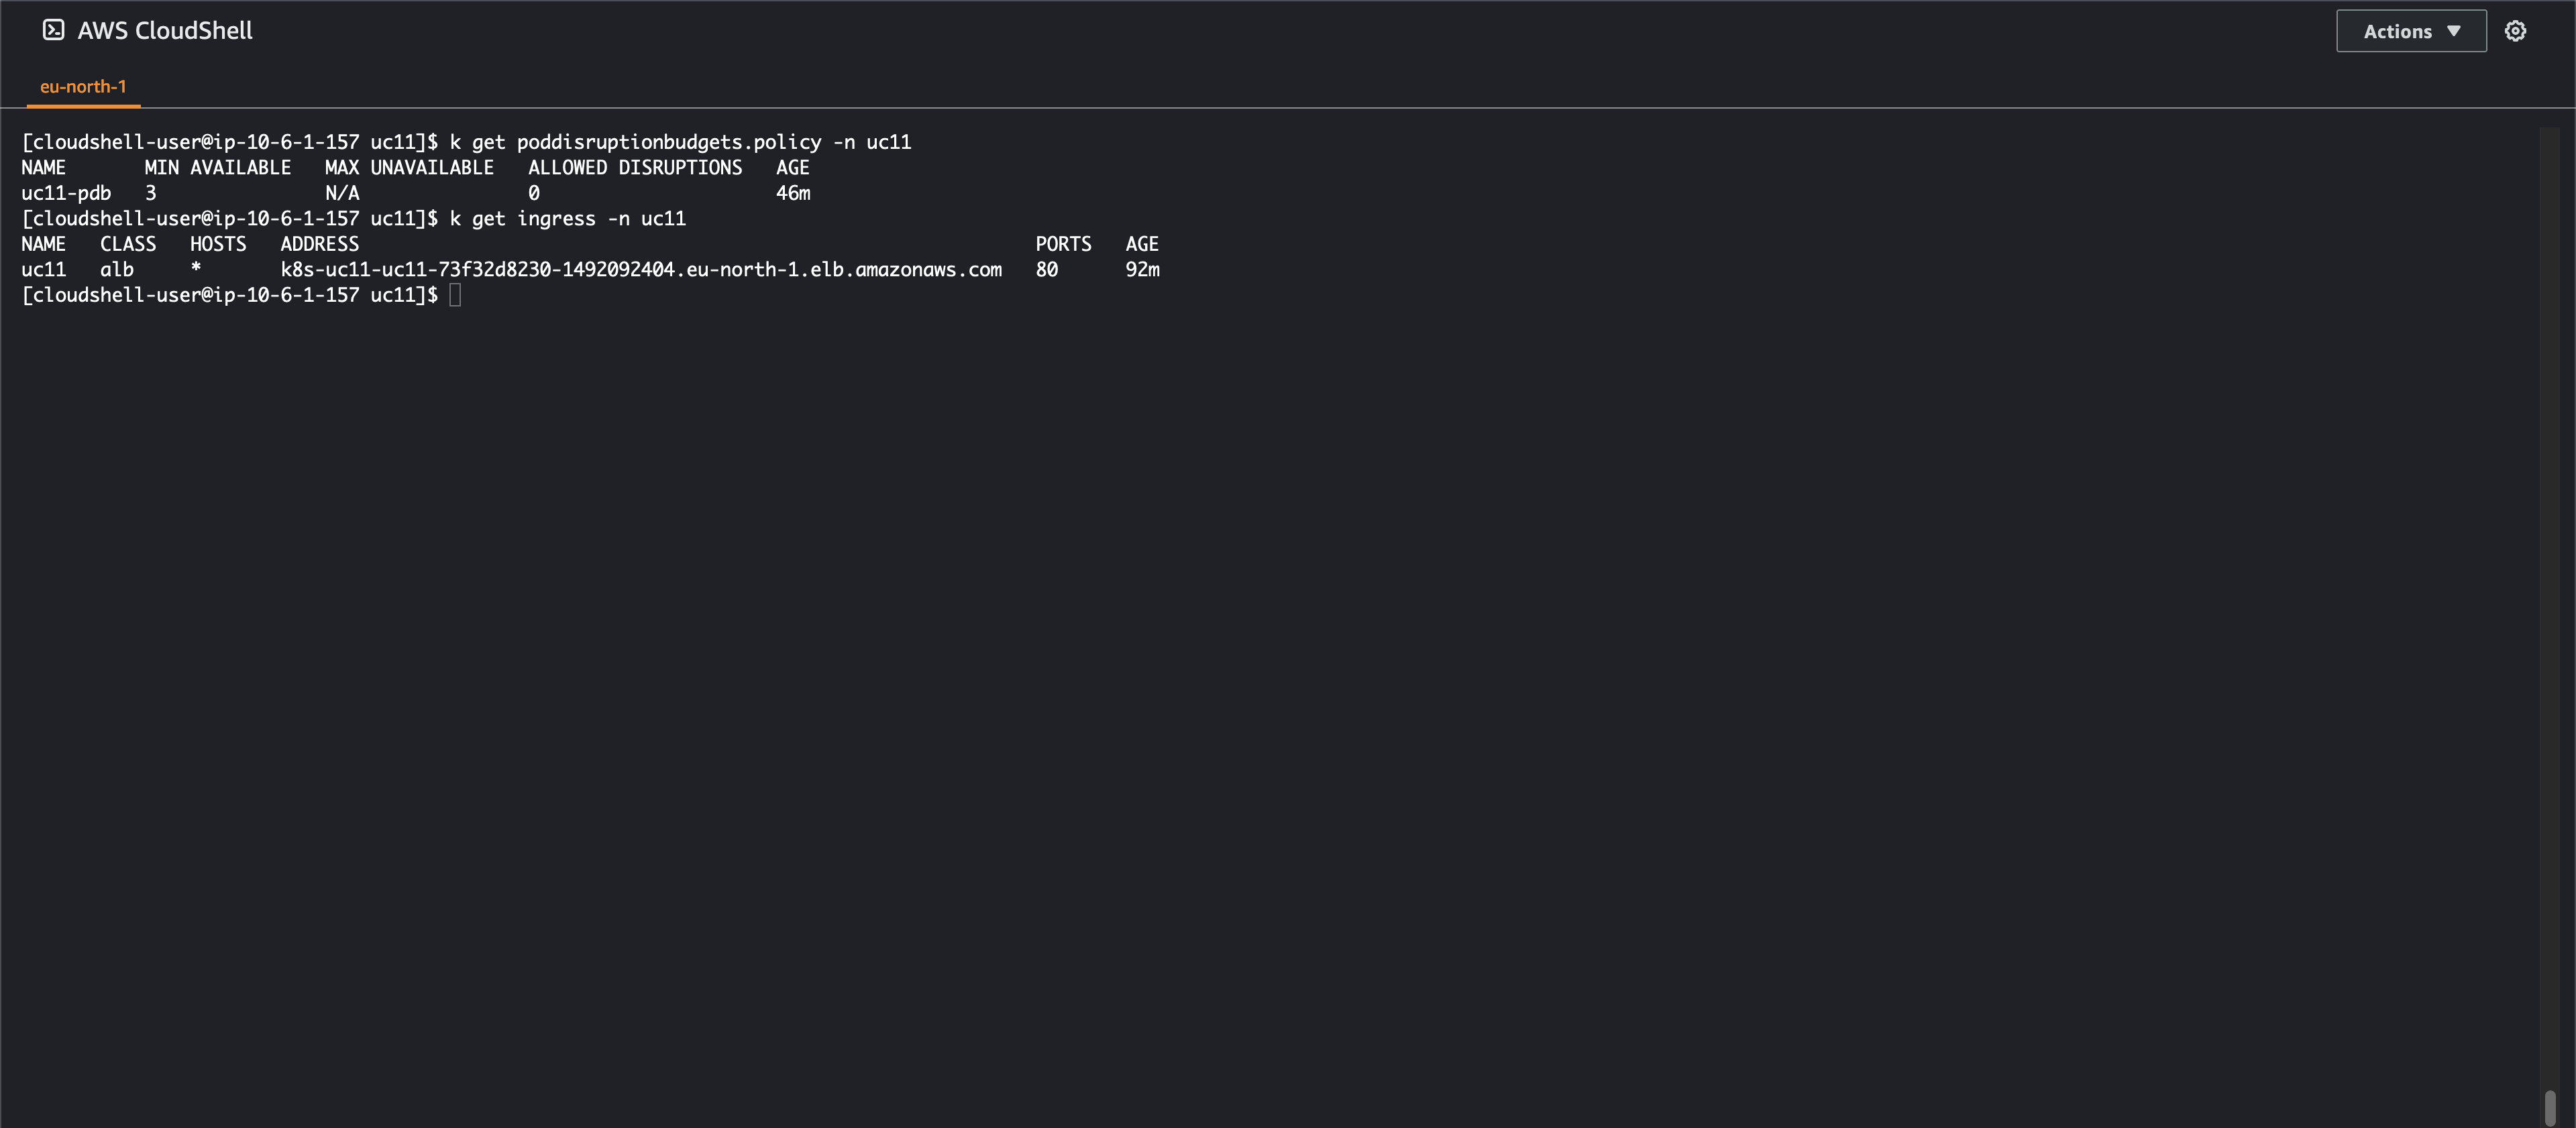 AWS CloudShell
Actions
eu-north-1
[cloudshell-user@ip-10-6-1-157 uc11]$ k get poddisruptionbudgets.policy -n uc11
NAME       MIN AVAILABLE   MAX UNAVAILABLE   ALLOWED DISRUPTIONS   AGE
uc11-pdb   3               N/A               0                     46m
[cloudshell-user@ip-10-6-1-157 uc11]$ k get ingress -n uc11
NAME   CLASS   HOSTS   ADDRESS                                                            PORTS   AGE
uc11   alb     *       k8s-uc11-uc11-73f32d8230-1492092404.eu-north-1.elb.amazonaws.com   80      92m
[cloudshell-user@ip-10-6-1-157 uc11]$